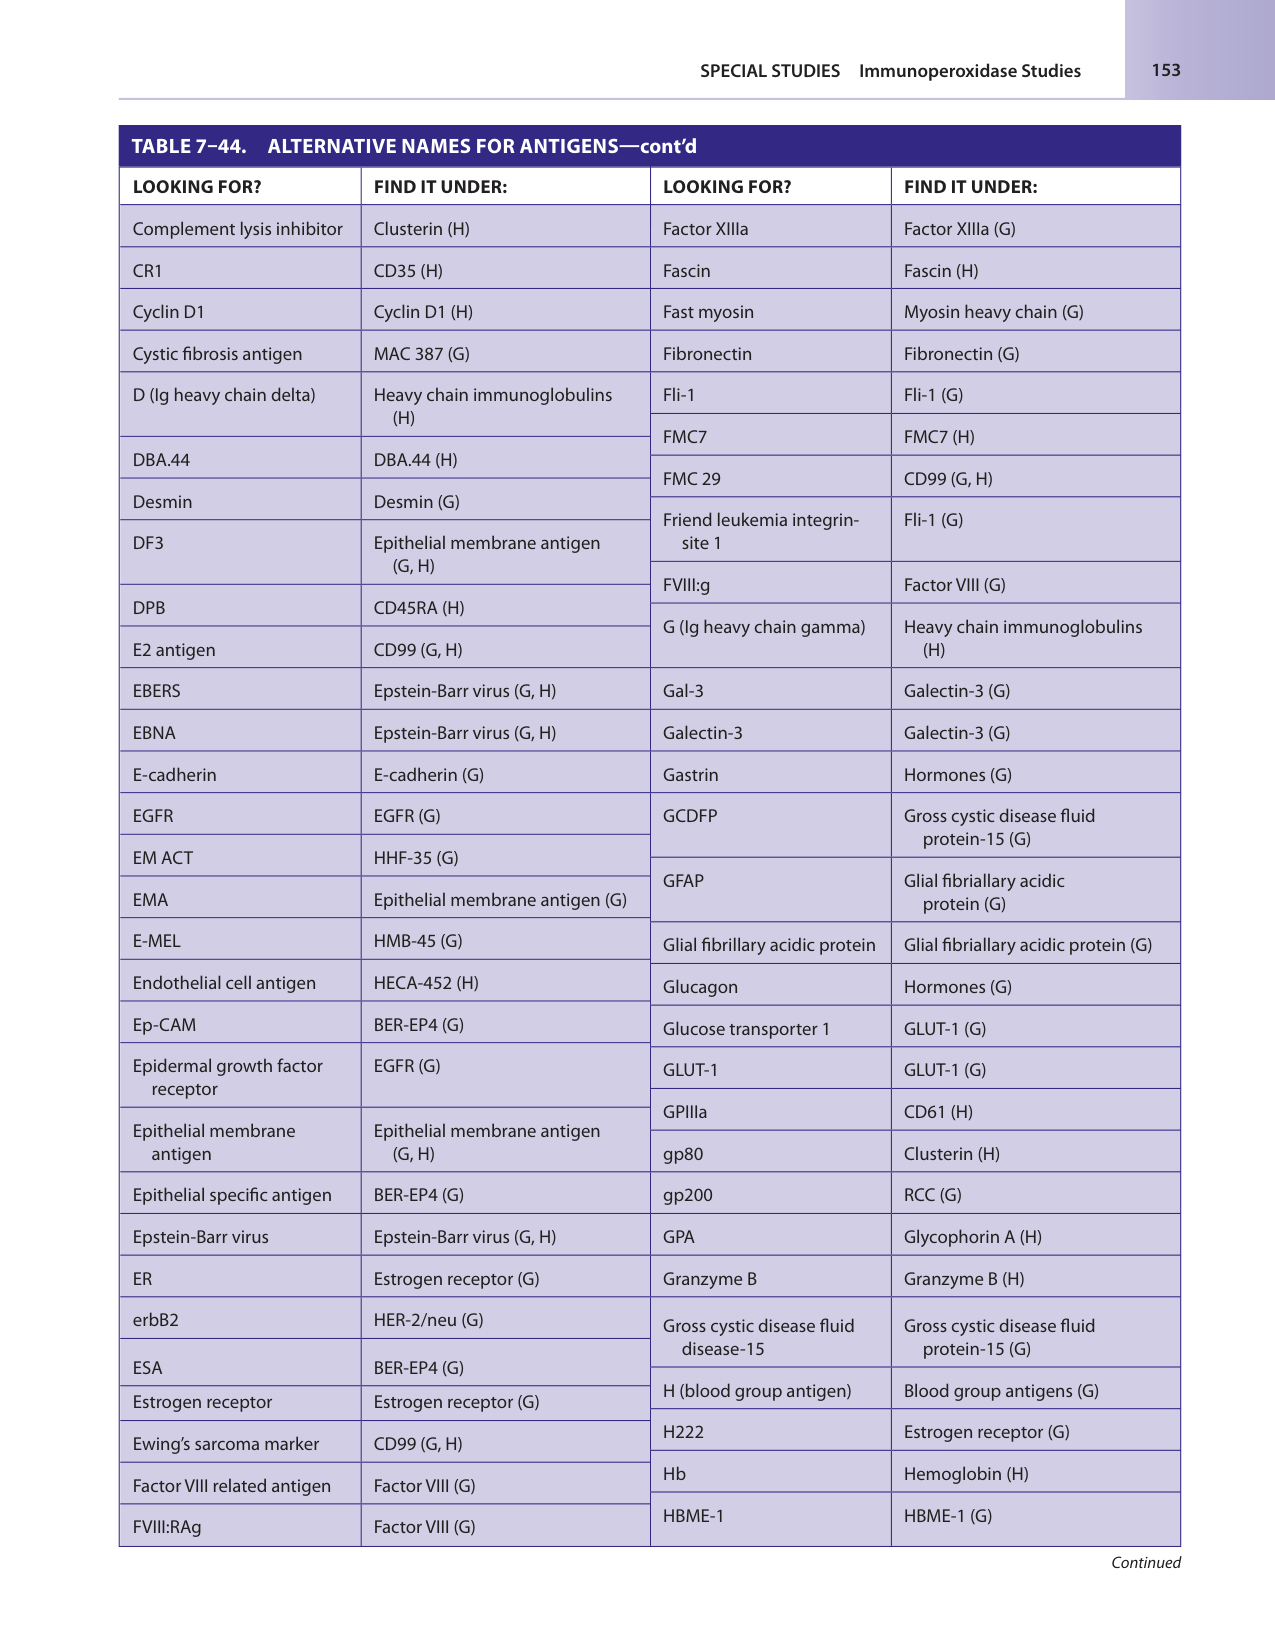 SPECIAL STUDIES Immunoperoxidase Studies 153
TABLE 7–44. ALTERNATIVE NAMES FOR ANTIGENS—cont’d
LOOKING FOR? FIND IT UNDER:
Complement lysis inhibitor Clusterin (H)
CR1 CD35 (H)
Cyclin D1 Cyclin D1 (H)
Cystic fibrosis antigen MAC 387 (G)
D (Ig heavy chain delta) Heavy chain immunoglobulins
(H)
DBA.44 DBA.44 (H)
Desmin Desmin (G)
DF3 Epithelial membrane antigen
(G, H)
DPB CD45RA (H)
E2 antigen CD99 (G, H)
EBERS Epstein-Barr virus (G, H)
EBNA Epstein-Barr virus (G, H)
E-cadherin E-cadherin (G)
EGFR EGFR (G)
EM ACT HHF-35 (G)
EMA Epithelial membrane antigen (G)
E-MEL HMB-45 (G)
Endothelial cell antigen HECA-452 (H)
Ep-CAM BER-EP4 (G)
Epidermal growth factor EGFR (G)
receptor
Epithelial membrane Epithelial membrane antigen
antigen (G, H)
Epithelial specific antigen BER-EP4 (G)
Epstein-Barr virus Epstein-Barr virus (G, H)
ER Estrogen receptor (G)
erbB2 HER-2/neu (G)
ESA BER-EP4 (G)
Estrogen receptor Estrogen receptor (G)
Ewing’s sarcoma marker CD99 (G, H)
Factor VIII related antigen Factor VIII (G)
FVIII:RAg Factor VIII (G)
LOOKING FOR? FIND IT UNDER:
Factor XIIIa Factor XIIIa (G)
Fascin Fascin (H)
Fast myosin Myosin heavy chain (G)
Fibronectin Fibronectin (G)
Fli-1 Fli-1 (G)
FMC7 FMC7 (H)
FMC 29 CD99 (G, H)
Friend leukemia integrin- Fli-1 (G)
site 1
FVIII:g Factor VIII (G)
G (Ig heavy chain gamma) Heavy chain immunoglobulins
(H)
Gal-3 Galectin-3 (G)
Galectin-3 Galectin-3 (G)
Gastrin Hormones (G)
GCDFP Gross cystic disease fluid
protein-15 (G)
GFAP Glial fibriallary acidic
protein (G)
Glial fibrillary acidic protein Glial fibriallary acidic protein (G)
Glucagon Hormones (G)
Glucose transporter 1 GLUT-1 (G)
GLUT-1 GLUT-1 (G)
GPIIIa CD61 (H)
gp80 Clusterin (H)
gp200 RCC (G)
GPA Glycophorin A (H)
Granzyme B Granzyme B (H)
Gross cystic disease fluid Gross cystic disease fluid
disease-15 protein-15 (G)
H (blood group antigen) Blood group antigens (G)
H222 Estrogen receptor (G)
Hb Hemoglobin (H)
HBME-1 HBME-1 (G)
Continued